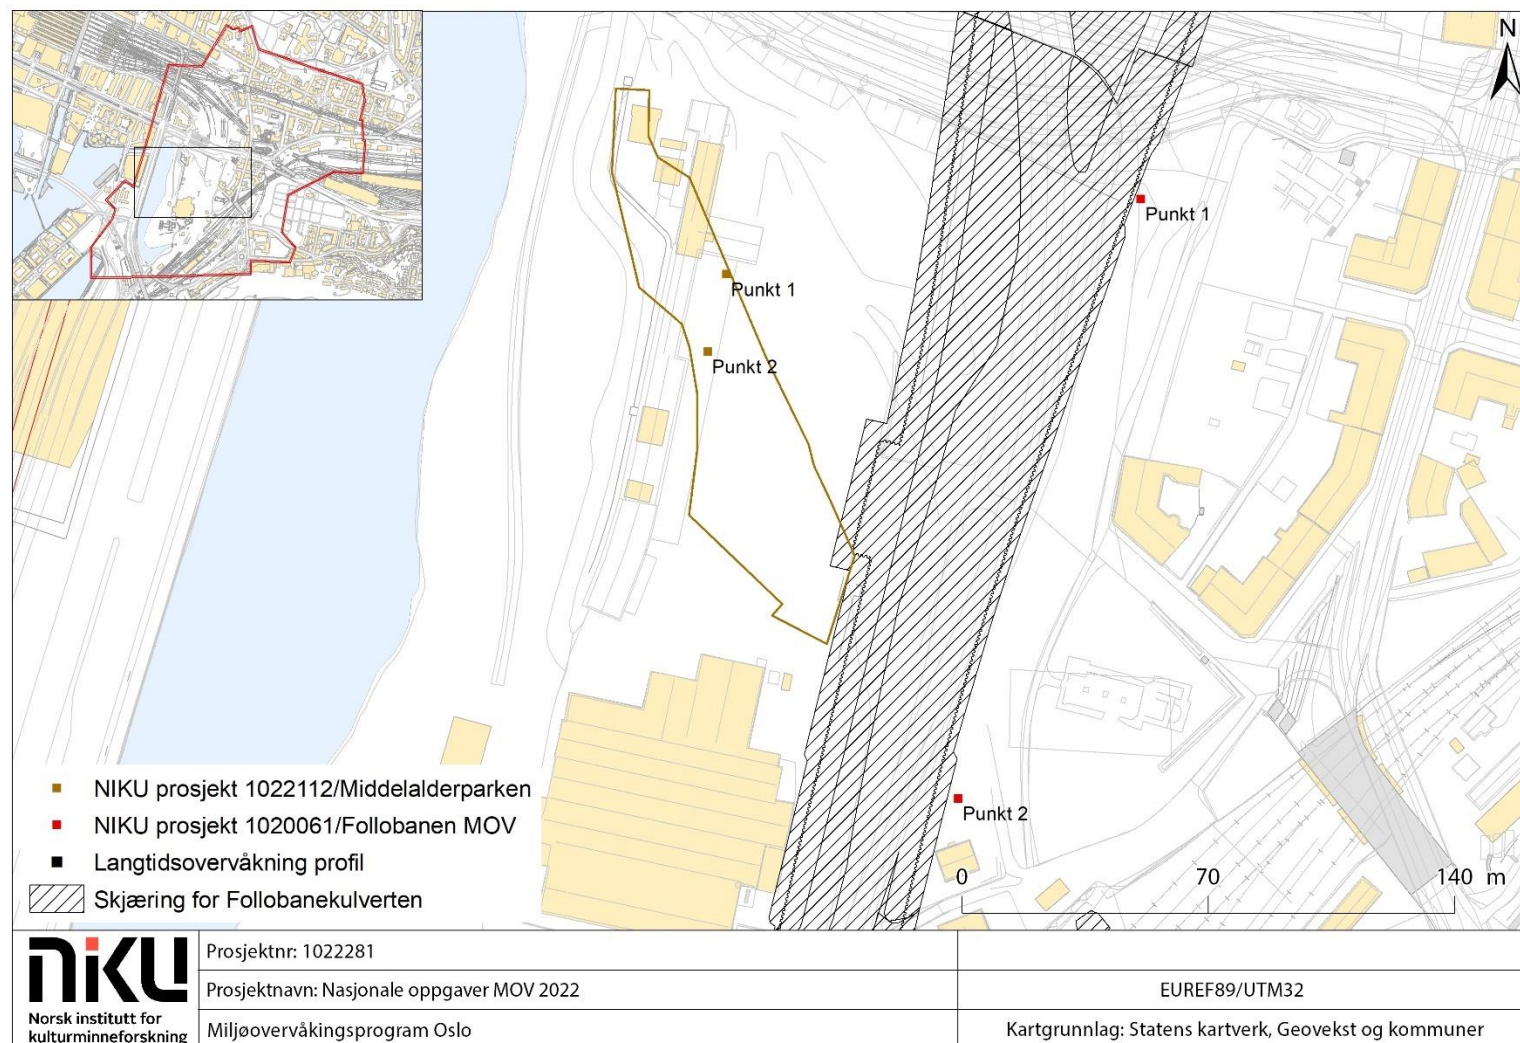 N
Punkt 1
Punkt 1
Punkt 2
Punkt 2
NIKU prosjekt 1022112/Middelalderparken
NIKU prosjekt 1020061/Follobanen MOV
Langtidsovervåkning profil
Skjæring for Follobanekulverten
0 70 140 m
niku
Norsk institutt for
kulturminneforskning
Prosjektnr: 1022281
Prosjektnavn: Nasjonale oppgaver MOV 2022
Miljøovervåkingsprogram Oslo
EUREF89/UTM32
Kartgrunnlag: Statens kartverk, Geovekst og kommuner